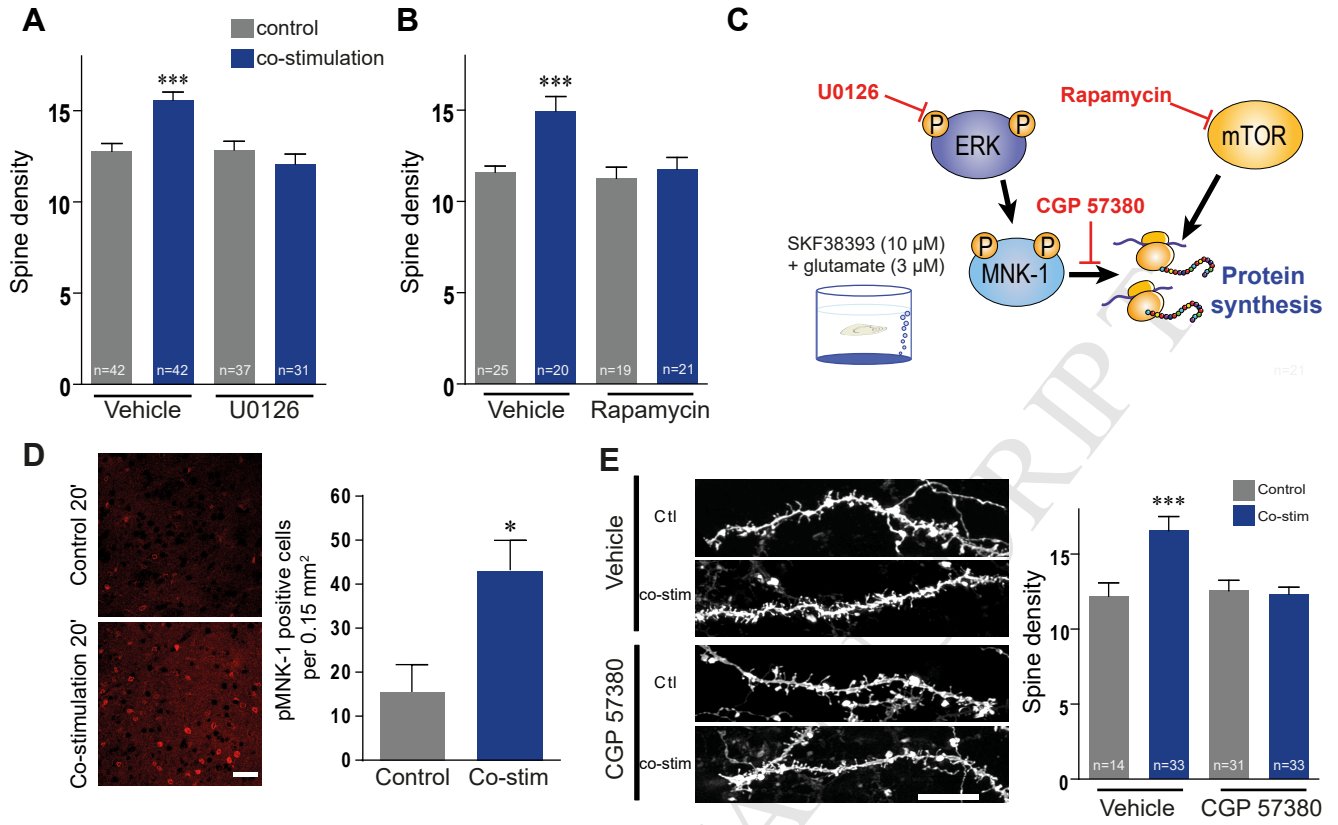 A
control
co-stimulation
Spine density
15
10
5
0
***
n=42
n=42
n=37
n=31
Vehicle
U0126
B
Spine density
15
10
5
0
***
n=25
n=20
n=19
n=21
Vehicle
Rapamycin
C
U0126
Rapamycin
P
P
ERK
mTOR
CGP 57380
SKF38393 (10 µM)
+ glutamate (3 µM)
P
P
MNK-1
Protein
synthesis
n=21
D
Control 20'
Co-stimulation 20'
pMNK-1 positive cells
per 0.15 mm²
60
50
40
30
20
10
0
*
Control
Co-stim
E
Vehicle
Ctl
co-stim
CGP 57380
Ctl
co-stim
Control
Co-stim
Spine density
15
10
5
0
***
n=14
n=33
n=31
n=33
Vehicle
CGP 57380